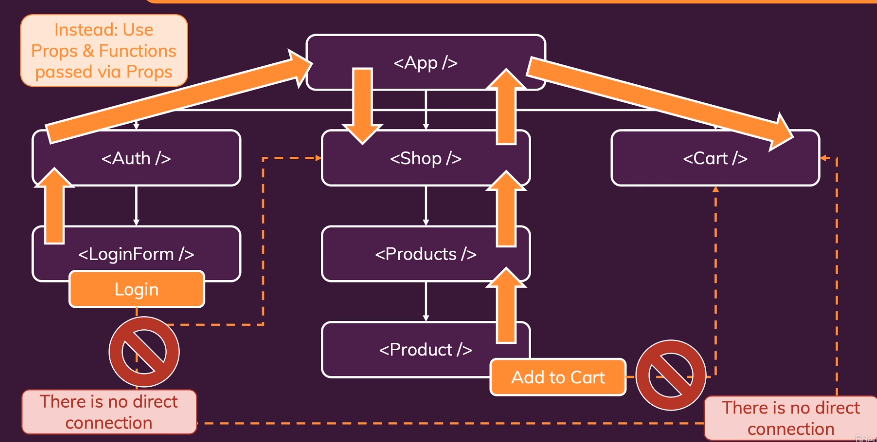 Instead: Use
Props & Functions
passed via Props
<App />
<Auth />
<Shop />
<Cart />
<LoginForm />
<Products />
Login
<Product />
Add to Cart
There is no direct
connection
There is no direct
connection